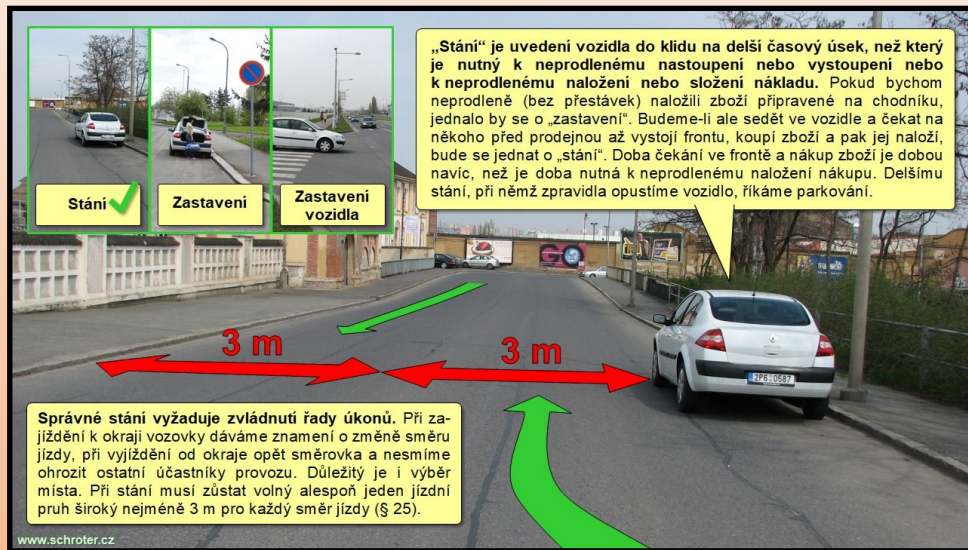 „Stání“ je uvedení vozidla do klidu na delší časový úsek, než který
je nutný k neprodlenému nastoupení nebo vystoupení nebo
k neprodlenému naložení nebo složení nákladu. Pokud bychom
neprodleně (bez přestávek) naložili zboží připravené na chodníku,
jednalo by se o „zastavení“. Budeme-li ale sedět ve vozidle a čekat na
někoho před prodejnou až vystojí frontu, koupí zboží a pak jej naloží,
bude se jednat o „stání“. Doba čekání ve frontě a nákup zboží je dobou
navíc, než je doba nutná k neprodlenému naložení nákupu. Delšímu
stání, při němž zpravidla opustíme vozidlo, říkáme parkování.
Stání
Zastavení
Zastavení
vozidla
GO
3 m
3 m
2P6 0587
Správné stání vyžaduje zvládnutí řady úkonů. Při za-
jíždění k okraji vozovky dáváme znamení o změně směru
jízdy, při vyjíždění od okraje opět směrovka a nesmíme
ohrozit ostatní účastníky provozu. Důležitý je i výběr
místa. Při stání musí zůstat volný alespoň jeden jízdní
pruh široký nejméně 3 m pro každý směr jízdy (§ 25).
www.schroter.cz